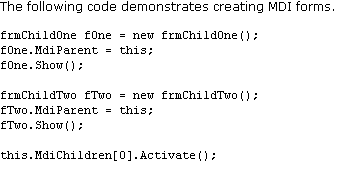 The following code demonstrates creating MDI forms.
frmChildOne fOne = new frmChildOne();
fOne.MdiParent = this;
fOne.Show();
frmChildTwo fTwo = new frmChildTwo();
fTwo.MdiParent = this;
fTwo.Show();
this.MdiChildren[0].Activate();